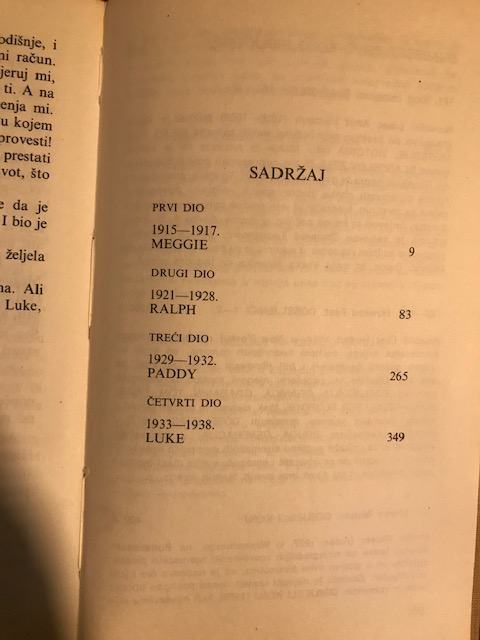 odišnje, i
ni račun.
jeruj mi,
ti. A na
enja mi.
u kojem
provesti!
prestati
vot, što
e da je
I bio je
željela
na. Ali
Luke,
SADRŽAJ
PRVI DIO
1915—1917.
MEGGIE 9
DRUGI DIO
1921—1928.
RALPH 83
TREĆI DIO
1929—1932.
PADDY 265
ČETVRTI DIO
1933—1938.
LUKE 349